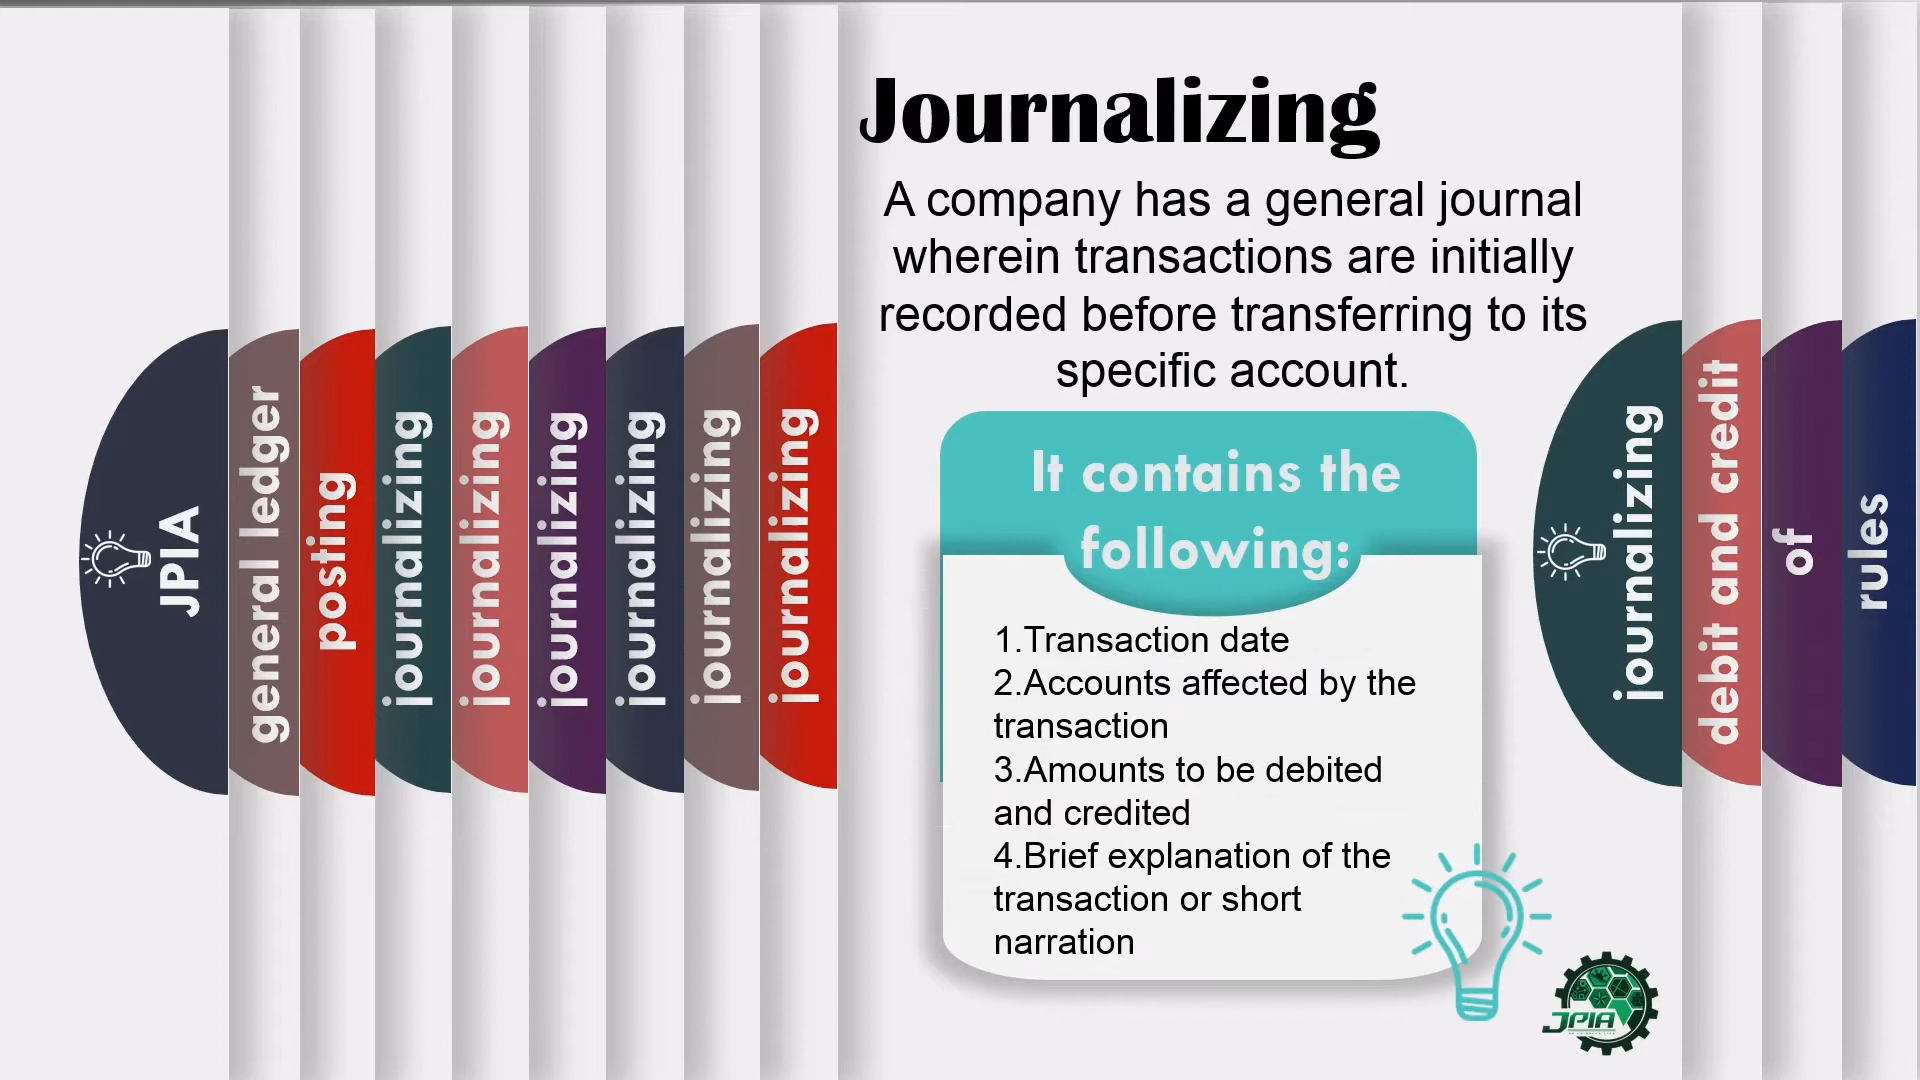 JPIA
general ledger
posting
journalizing
journalizing
journalizing
journalizing
journalizing
journalizing
Journalizing
A company has a general journal
wherein transactions are initially
recorded before transferring to its
specific account.
It contains the
following:
1.Transaction date
2.Accounts affected by the
transaction
3.Amounts to be debited
and credited
4.Brief explanation of the
transaction or short
narration
JPIA
journalizing
debit and credit
of
rules